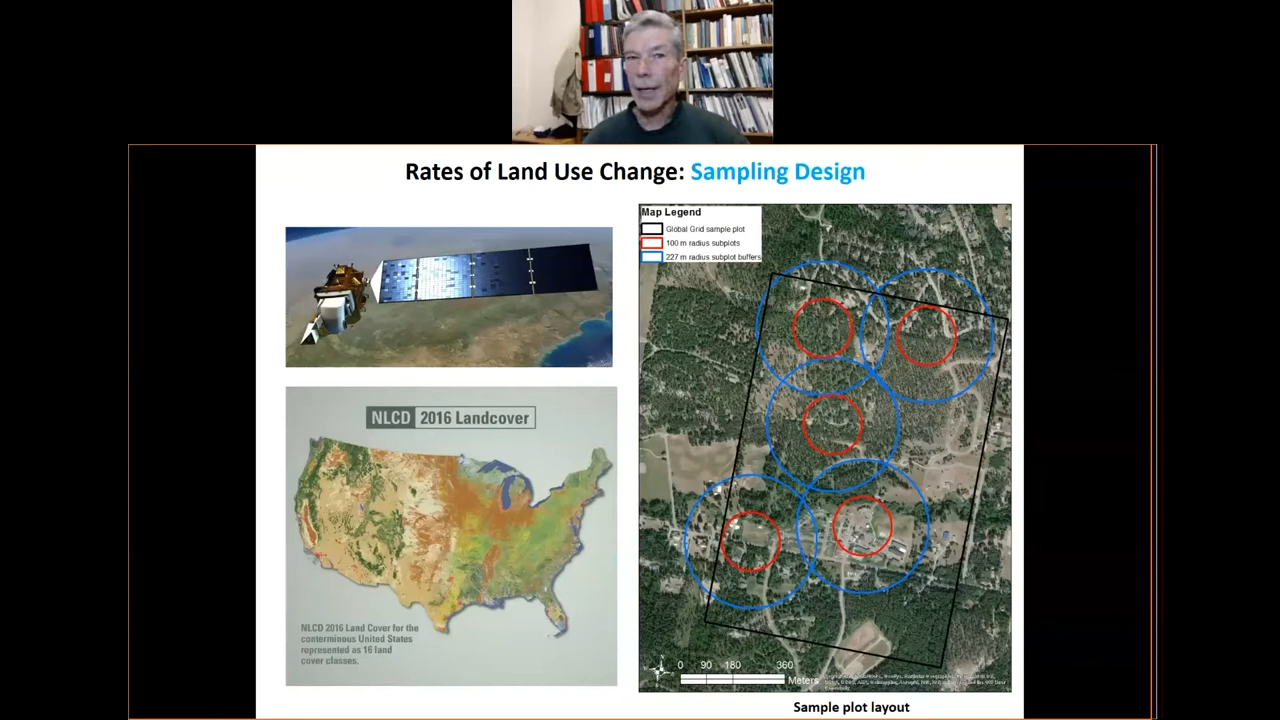 Rates of Land Use Change: Sampling Design
Map Legend
Global Grid sample plot
100 m radius subplots
227 m radius subplot buffers
NLCD 2016 Landcover
NLCD 2016 Land Cover for the
conterminous United States
represented as 16 land
cover classes.
N
0 90 180 360
Meters
Sample plot layout